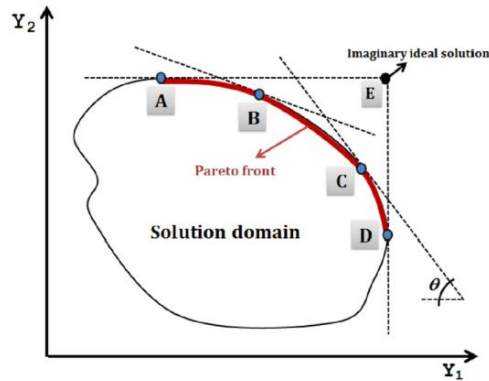 Y₂
Imaginary ideal solution
A
E
B
Pareto front
C
Solution domain
D
θ
Y₁